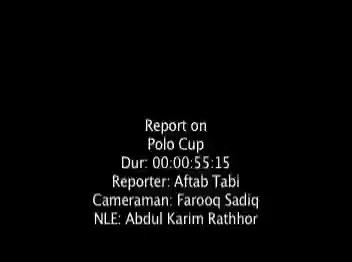 Report on
Polo Cup
Dur: 00:00:55:15
Reporter: Aftab Tabi
Cameraman: Farooq Sadiq
NLE: Abdul Karim Rathhor